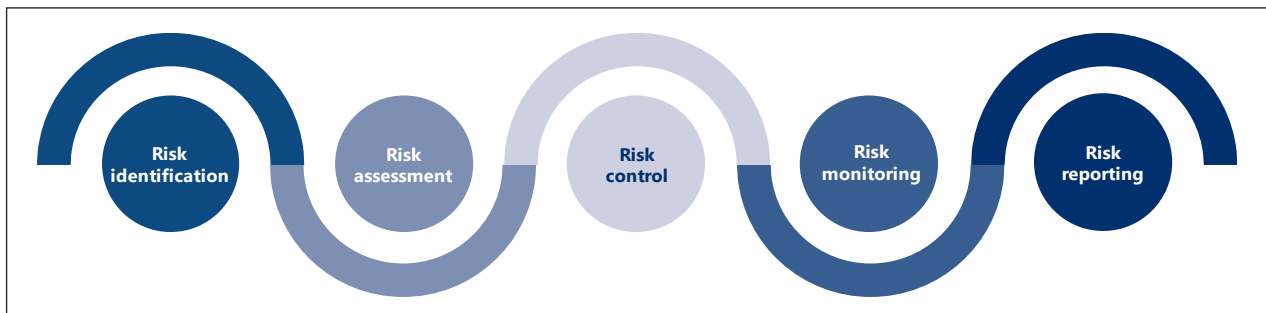 Risk
identification
Risk
assessment
Risk
control
Risk
monitoring
Risk
reporting